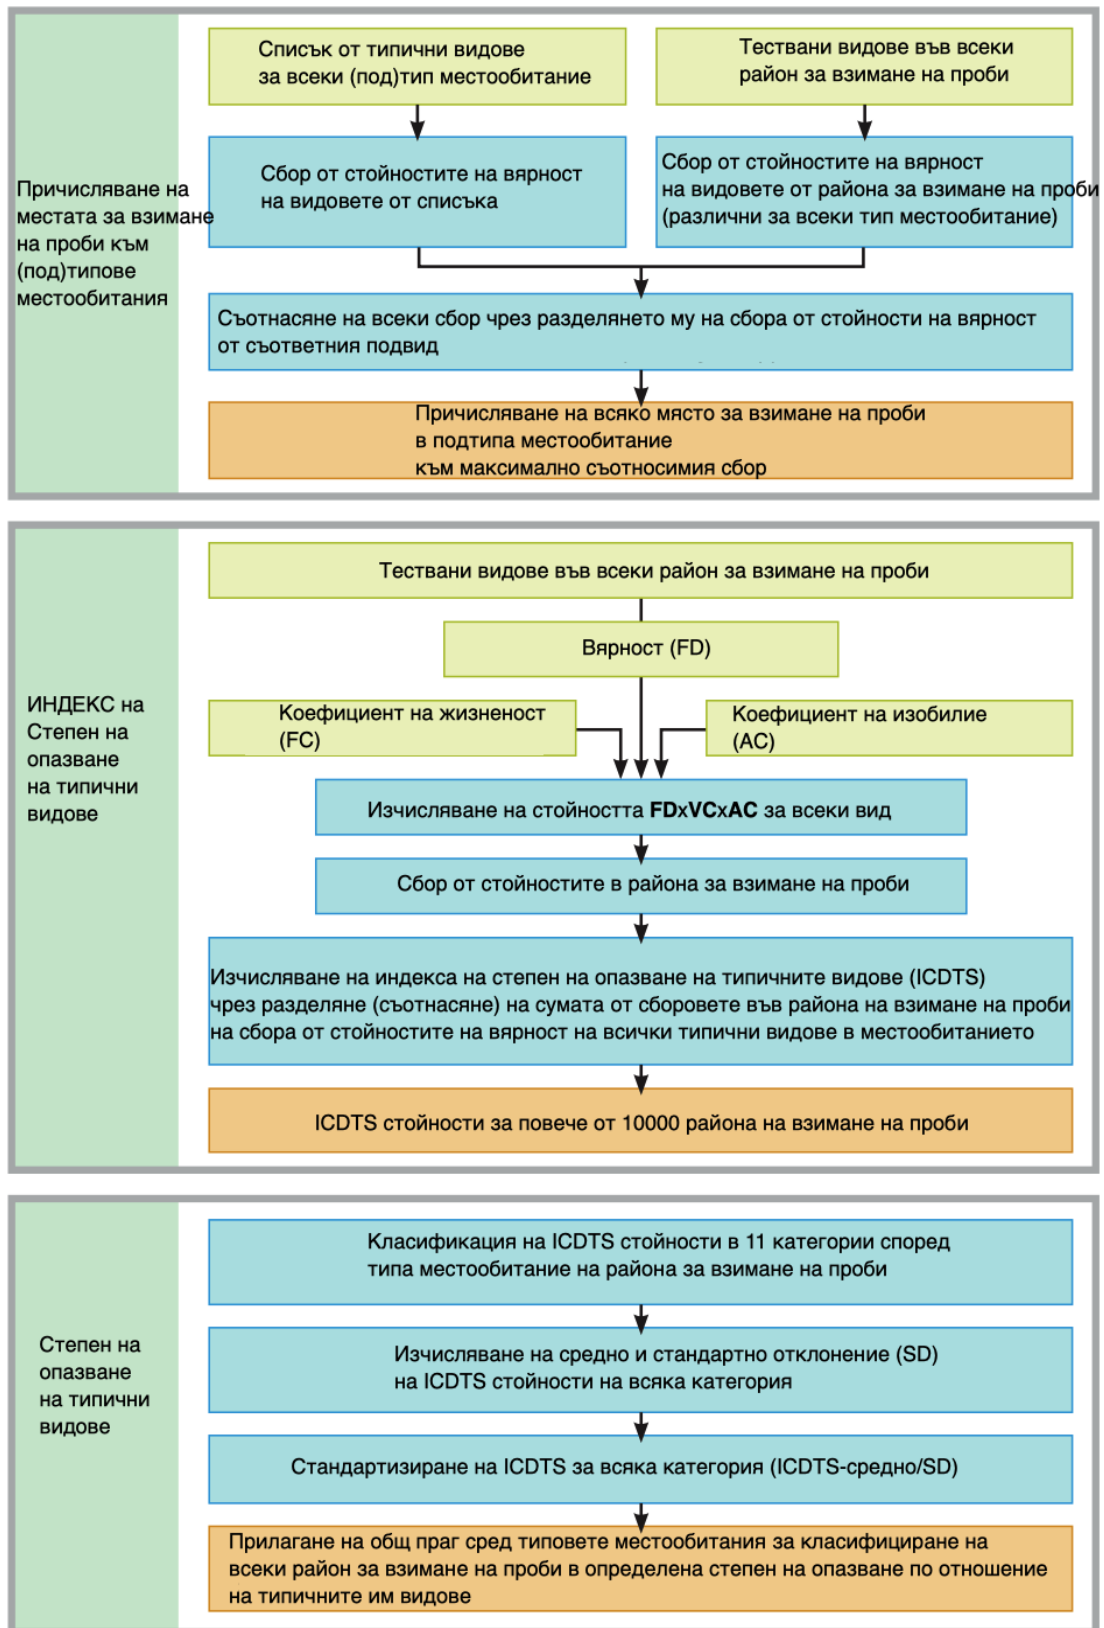 Списък от типични видове
за всеки (под)тип местообитание
Тествани видове във всеки
район за взимане на проби
Сбор от стойностите на вярност
на видовете от списъка
Сбор от стойностите на вярност
на видовете от района за взимане на проби
(различни за всеки тип местообитание)
Причисляване на
местата за взимане
на проби към
(под)типове
местообитания
Съотнасяне на всеки сбор чрез разделянето му на сбора от стойности на вярност
от съответния подвид
Причисляване на всяко място за взимане на проби
в подтипа местообитание
към максимално съотносимия сбор
Тествани видове във всеки район за взимане на проби
Вярност (FD)
ИНДЕКС на
Степен на
опазване
на типични
видове
Коефициент на жизненост
(FC)
Коефициент на изобилие
(AC)
Изчисляване на стойността FDxVCxAC за всеки вид
Сбор от стойностите в района за взимане на проби
Изчисляване на индекса на степен на опазване на типичните видове (ICDTS)
чрез разделяне (съотнасяне) на сумата от сборовете във района на взимане на проби
на сбора от стойностите на вярност на всички типични видове в местообитанието
ICDTS стойности за повече от 10000 района на взимане на проби
Класификация на ICDTS стойности в 11 категории според
типа местообитание на района за взимане на проби
Степен на
опазване
на типични
видове
Изчисляване на средно и стандартно отклонение (SD)
на ICDTS стойности на всяка категория
Стандартизиране на ICDTS за всяка категория (ICDTS-средно/SD)
Прилагане на общ праг сред типовете местообитания за класифициране на
всеки район за взимане на проби в определена степен на опазване по отношение
на типичните им видове